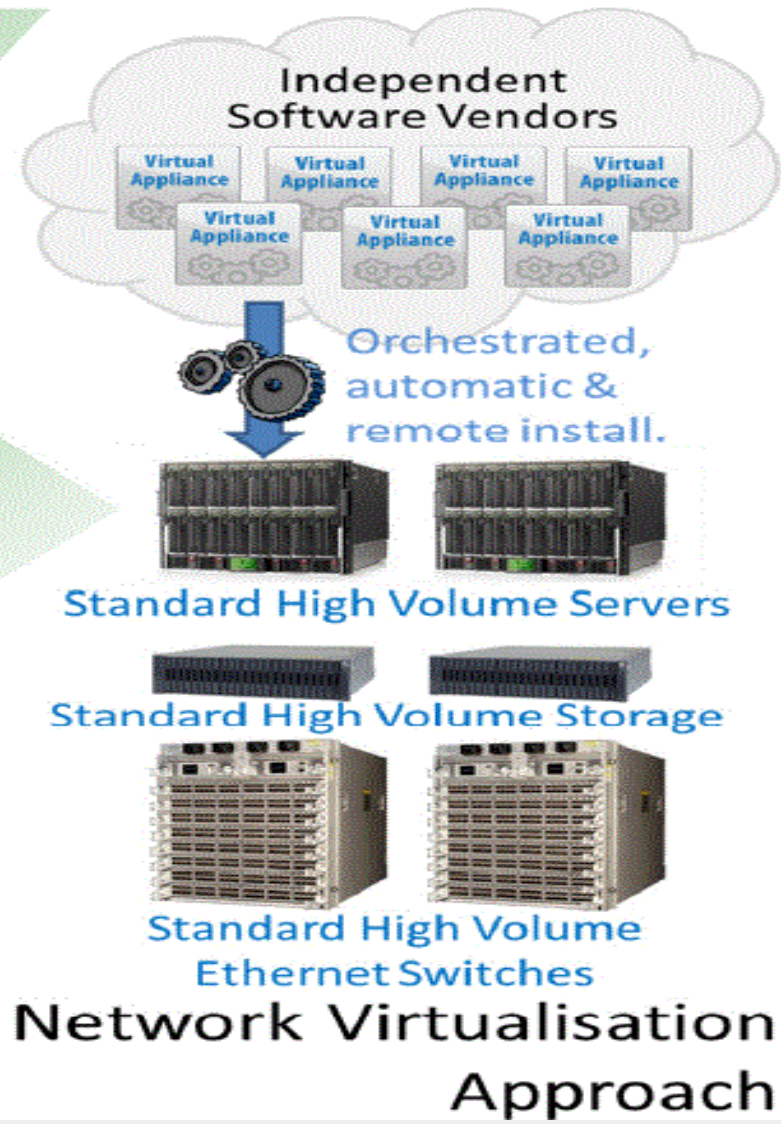 Independent
Software Vendors
Virtual
Appliance
Virtual
Appliance
Virtual
Appliance
Virtual
Appliance
Virtual
Appliance
Virtual
Appliance
Virtual
Appliance
Orchestrated,
automatic &
remote install.
Standard High Volume Servers
Standard High Volume Storage
Standard High Volume
Ethernet Switches
Network Virtualisation
Approach